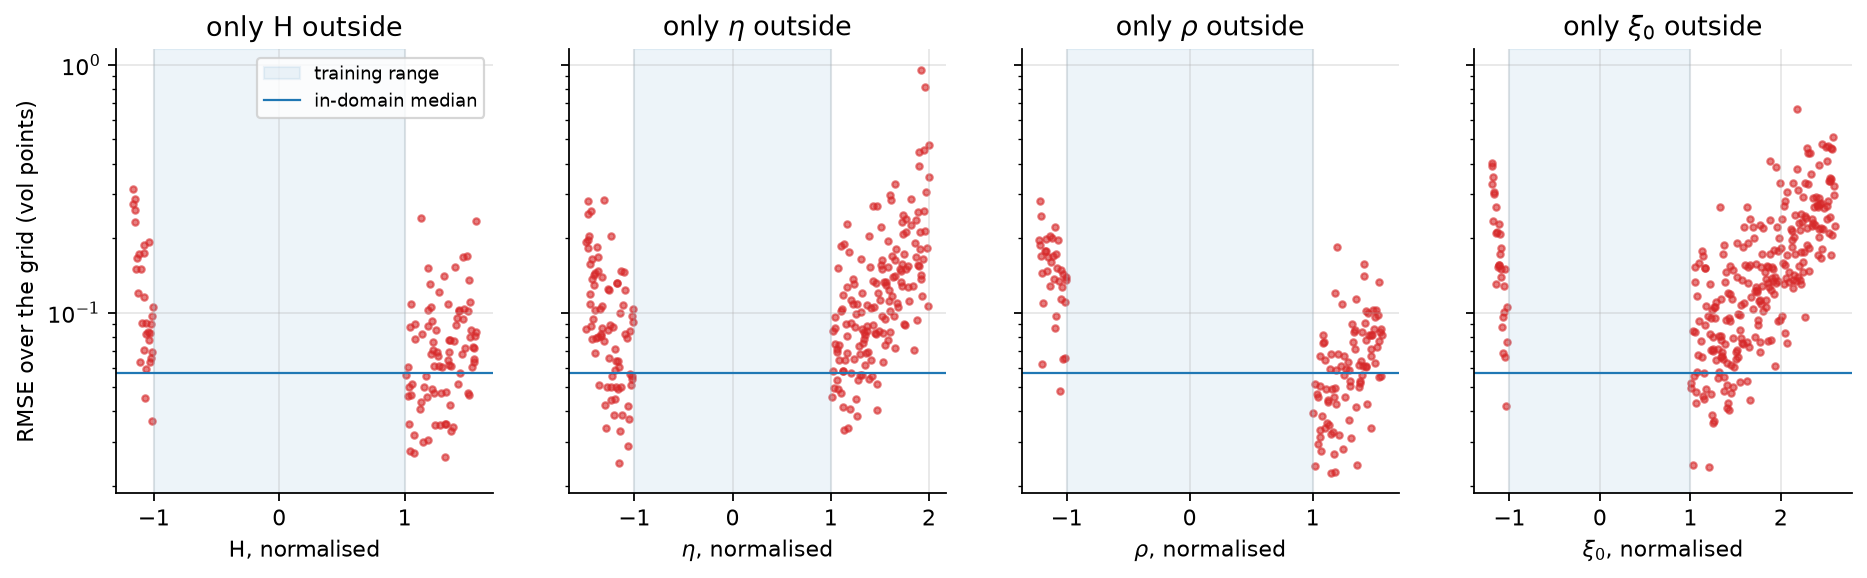 only H outside
only η outside
only ρ outside
only ξ₀ outside
training range
in-domain median
RMSE over the grid (vol points)
10⁰
10⁻¹
−1 0 1
−1 0 1 2
−1 0 1
−1 0 1 2
H, normalised
η, normalised
ρ, normalised
ξ₀, normalised